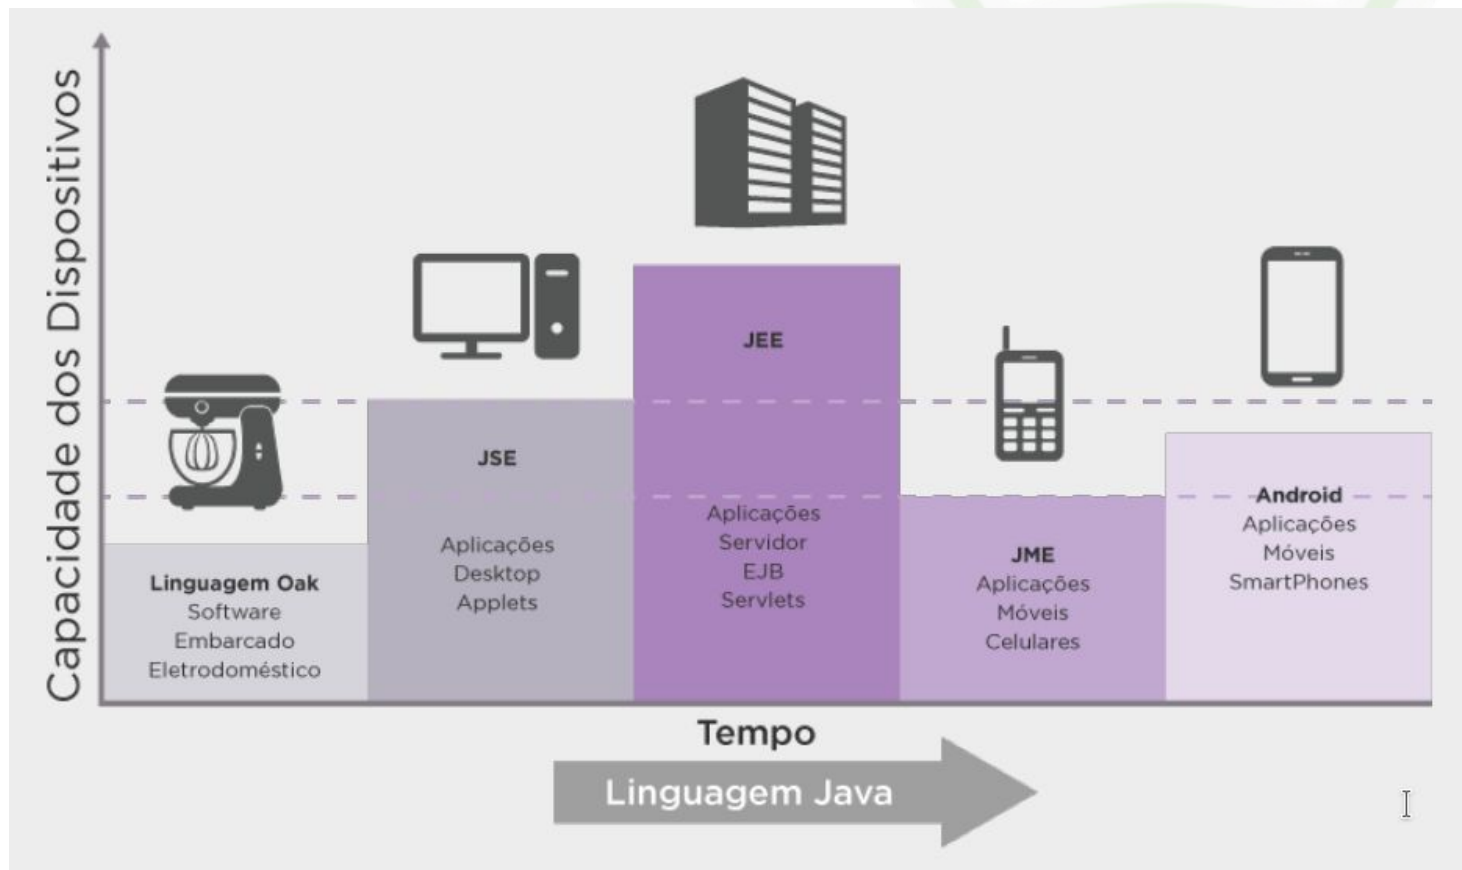 Capacidade dos Dispositivos
Linguagem Oak
Software
Embarcado
Eletrodoméstico
JSE
Aplicações
Desktop
Applets
JEE
Aplicações
Servidor
EJB
Servlets
JME
Aplicações
Móveis
Celulares
Android
Aplicações
Móveis
SmartPhones
Tempo
Linguagem Java